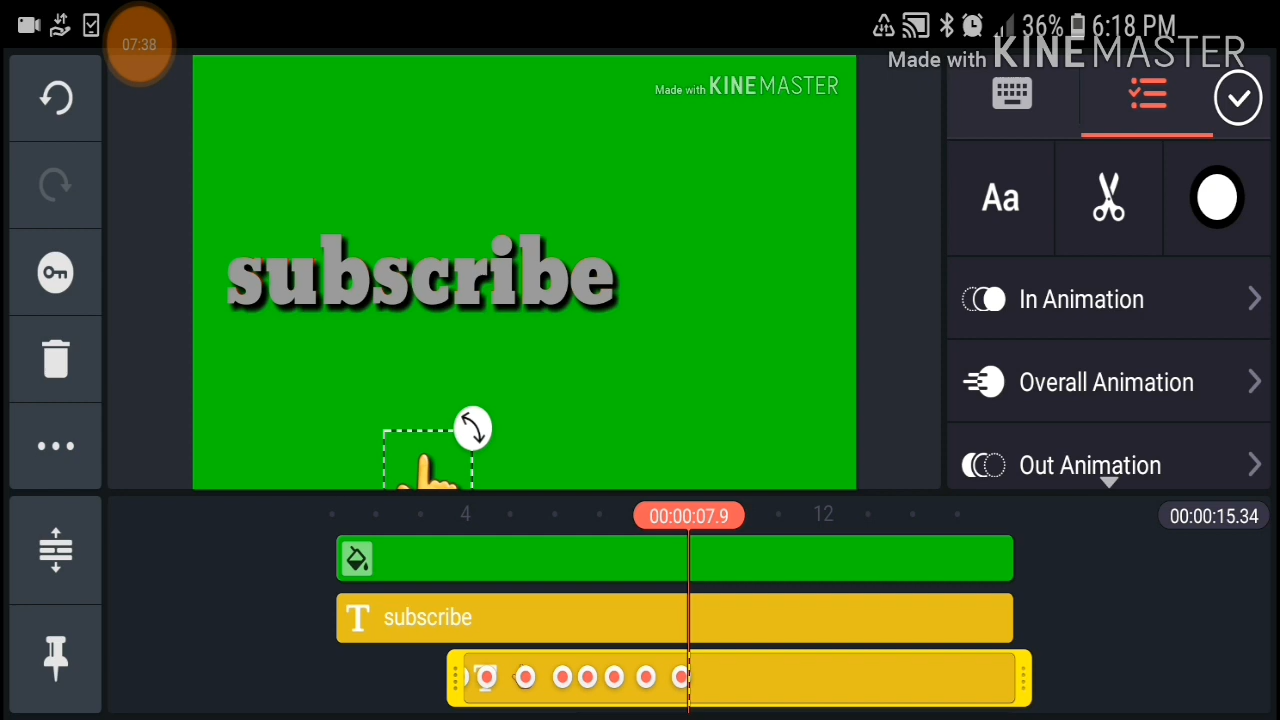 07:38
36% 6:18 PM
Made with KINEMASTER
Made with KINEMASTER
Aa
subscribe
In Animation
Overall Animation
Out Animation
4
00:00:07.9
12
00:00:15.34
T subscribe